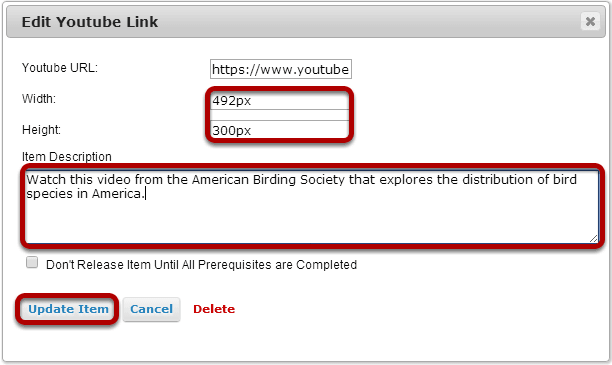 Edit Youtube Link
Youtube URL: https://www.youtube
Width: 492px
Height: 300px
Item Description
Watch this video from the American Birding Society that explores the distribution of bird
species in America.
Don't Release Item Until All Prerequisites are Completed
Update Item Cancel Delete